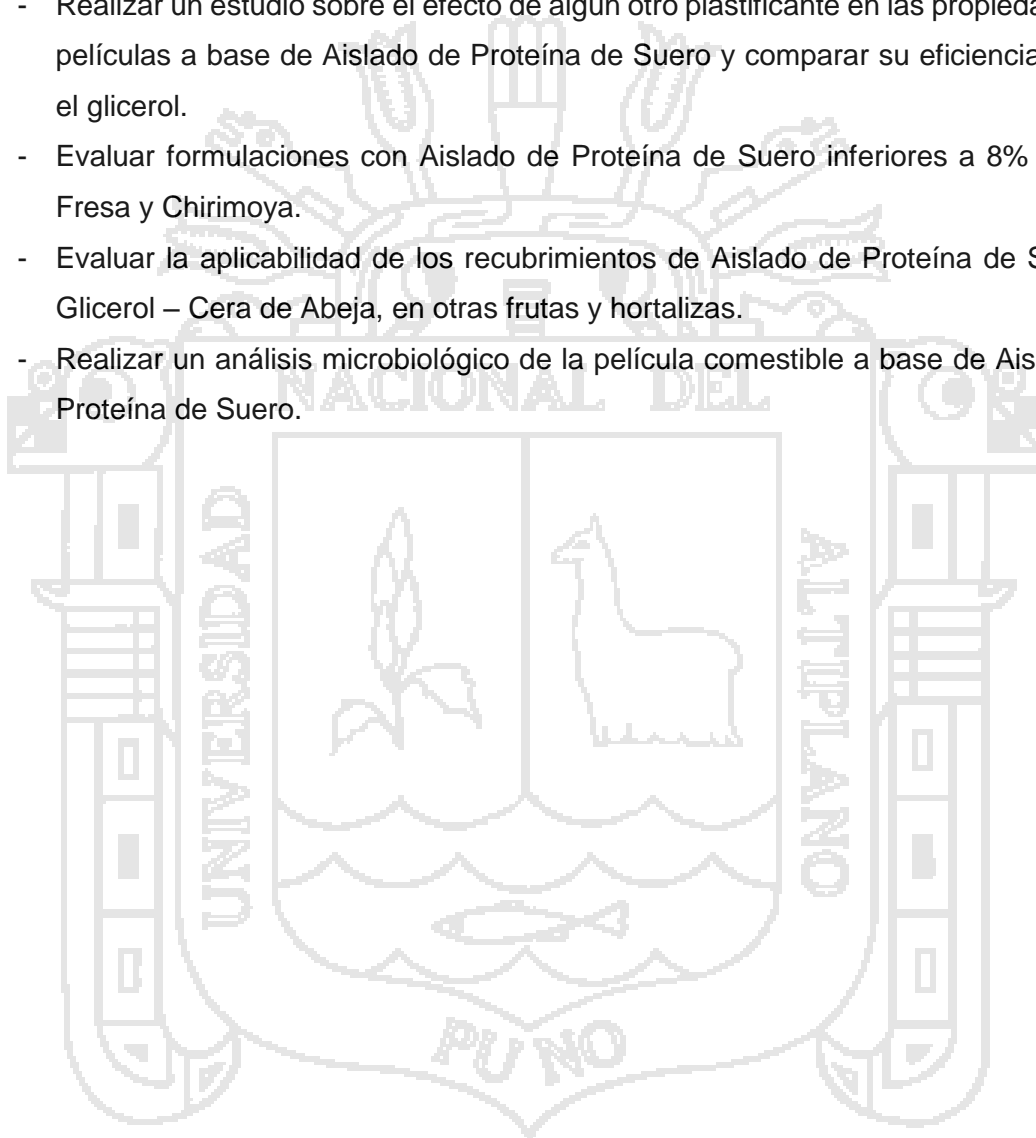 - Realizar un estudio sobre el efecto de algún otro plastificante en las
películas a base de Aislado de Proteína de Suero y comparar su eficiencia
el glicerol.
- Evaluar formulaciones con Aislado de Proteína de Suero inferiores a 8%
Fresa y Chirimoya.
- Evaluar la aplicabilidad de los recubrimientos de Aislado de Proteína de
Glicerol – Cera de Abeja, en otras frutas y hortalizas.
- Realizar un análisis microbiológico de la película comestible a base de
Proteína de Suero.
NACIONAL DEL
UNIVERSIDAD
ALTIPLANO
PUNO